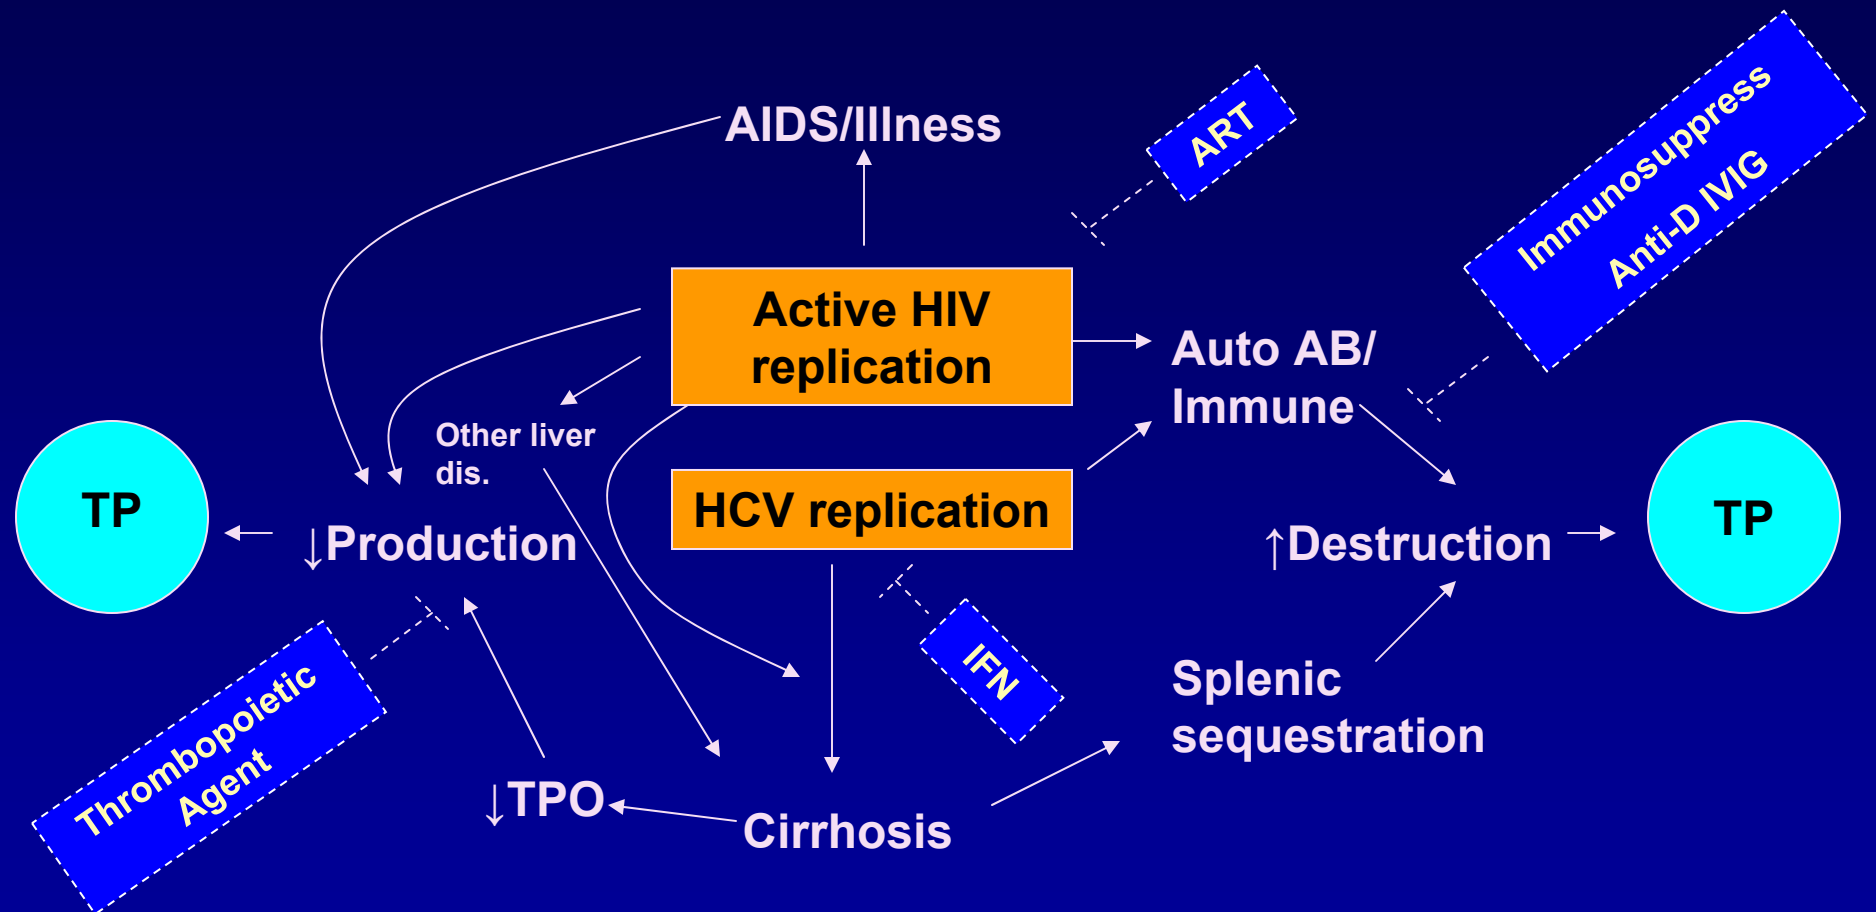 AIDS/Illness
ART
Immunosuppress
Anti-D IVIG
Active HIV
replication
Auto AB/
Immune
Other liver
dis.
TP
HCV replication
TP
↓Production
↑Destruction
IFN
Splenic
sequestration
Thrombopoietic
Agent
↓TPO
Cirrhosis